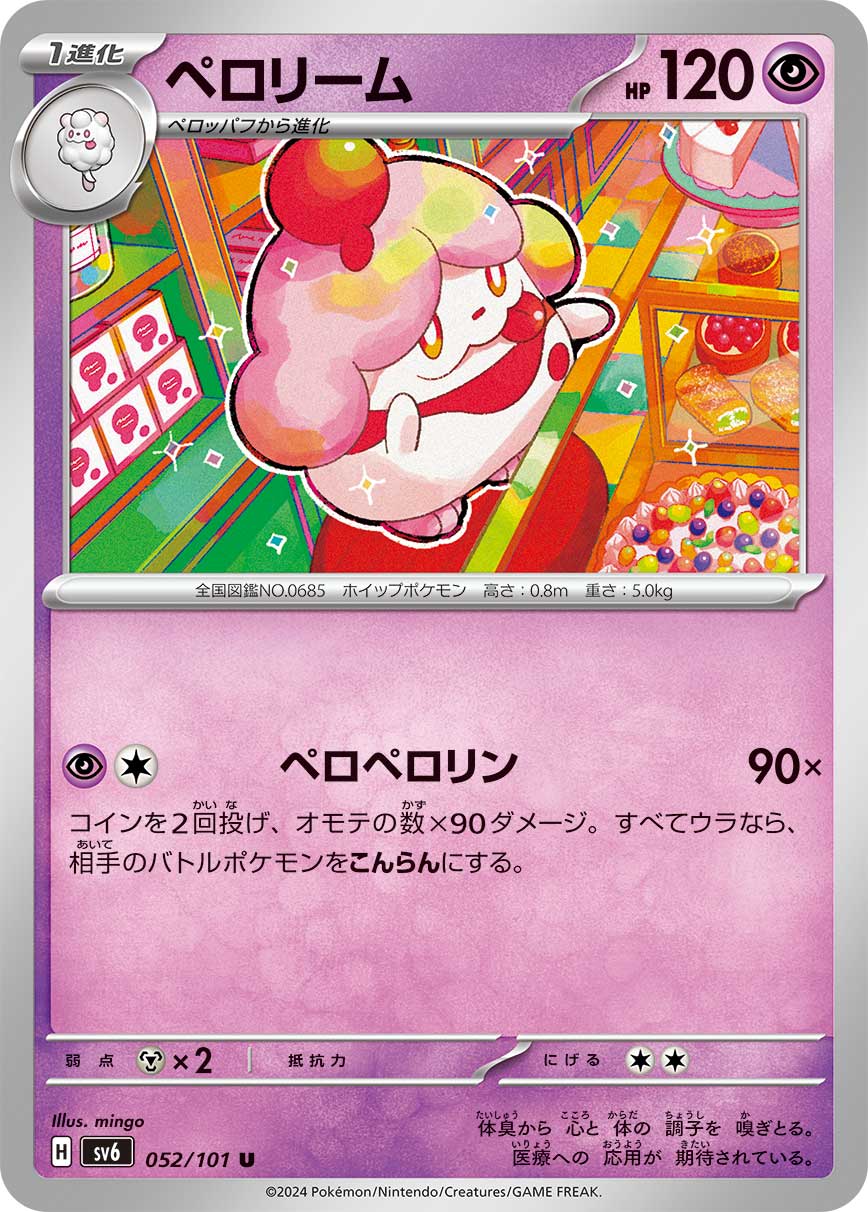 1進化
ペロリーム
HP 120
ペロッパフから進化
全国図鑑NO.0685 ホイップポケモン 高さ:0.8m 重さ:5.0kg
ペロペロリン 90×
コインを2回投げ、オモテの数×90ダメージ。すべてウラなら、
相手のバトルポケモンをこんらんにする。
弱点 ×2 抵抗力 にげる
Illus. mingo
H sv6 052/101 U
体臭から 心と 体の 調子を 嗅ぎとる。
医療への 応用が 期待されている。
©2024 Pokémon/Nintendo/Creatures/GAME FREAK.